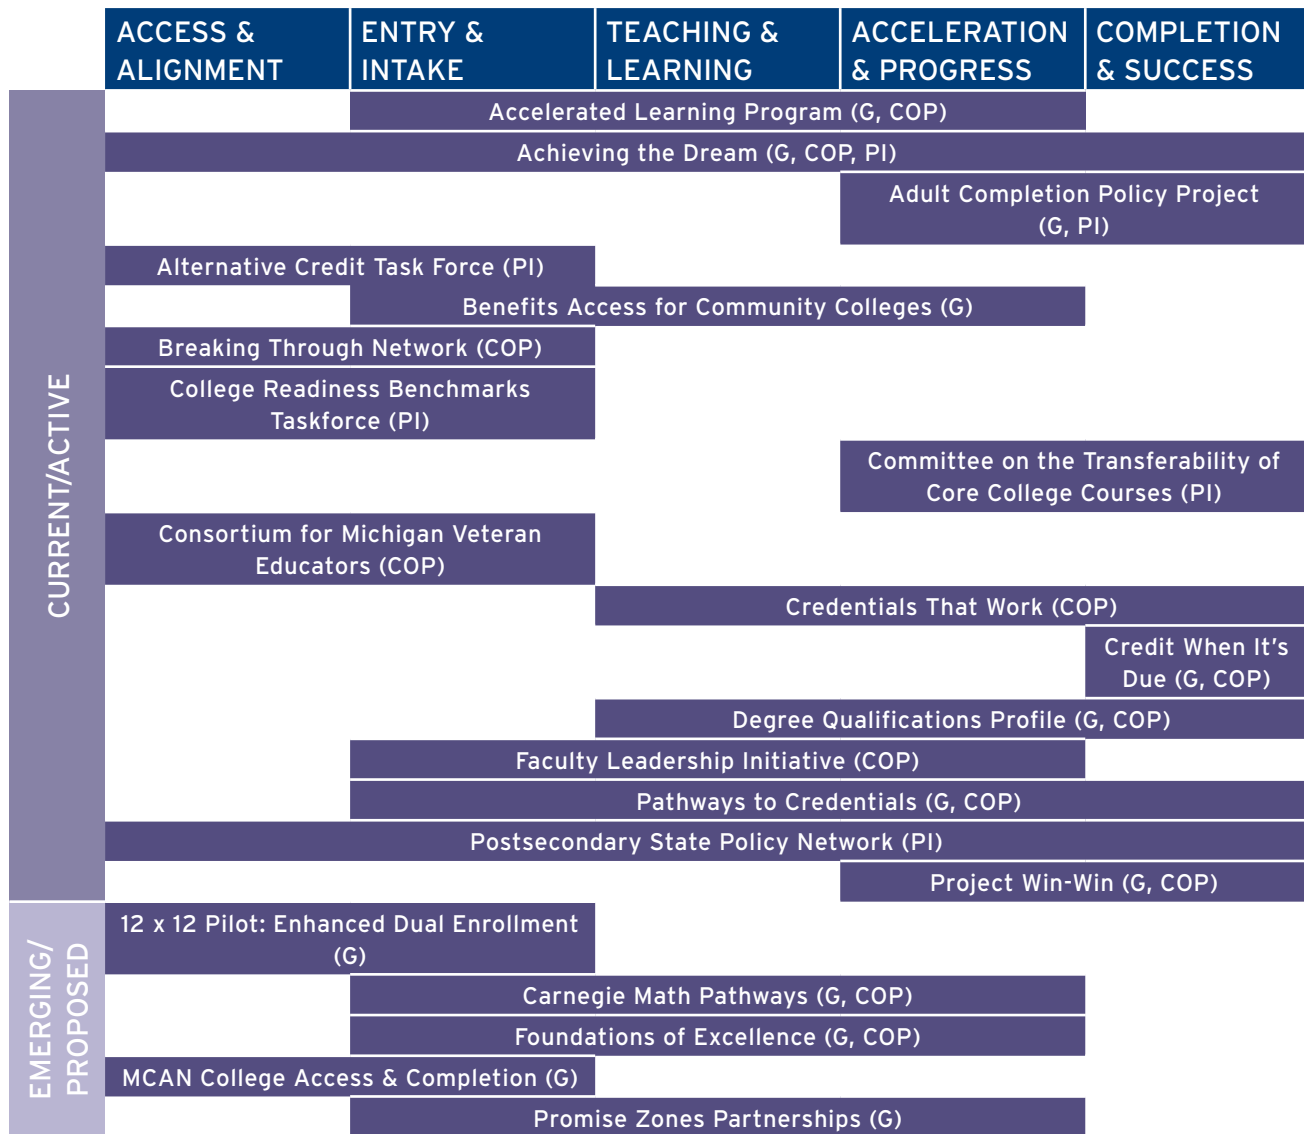 ACCESS &
ALIGNMENT
ENTRY &
INTAKE
TEACHING &
LEARNING
ACCELERATION
& PROGRESS
COMPLETION
& SUCCESS
CURRENT/ACTIVE
Accelerated Learning Program (G, COP)
Achieving the Dream (G, COP, PI)
Adult Completion Policy Project
(G, PI)
Alternative Credit Task Force (PI)
Benefits Access for Community Colleges (G)
Breaking Through Network (COP)
College Readiness Benchmarks
Taskforce (PI)
Committee on the Transferability of
Core College Courses (PI)
Consortium for Michigan Veteran
Educators (COP)
Credentials That Work (COP)
Credit When It's
Due (G, COP)
Degree Qualifications Profile (G, COP)
Faculty Leadership Initiative (COP)
Pathways to Credentials (G, COP)
Postsecondary State Policy Network (PI)
Project Win-Win (G, COP)
EMERGING/
PROPOSED
12 x 12 Pilot: Enhanced Dual Enrollment
(G)
Carnegie Math Pathways (G, COP)
Foundations of Excellence (G, COP)
MCAN College Access & Completion (G)
Promise Zones Partnerships (G)